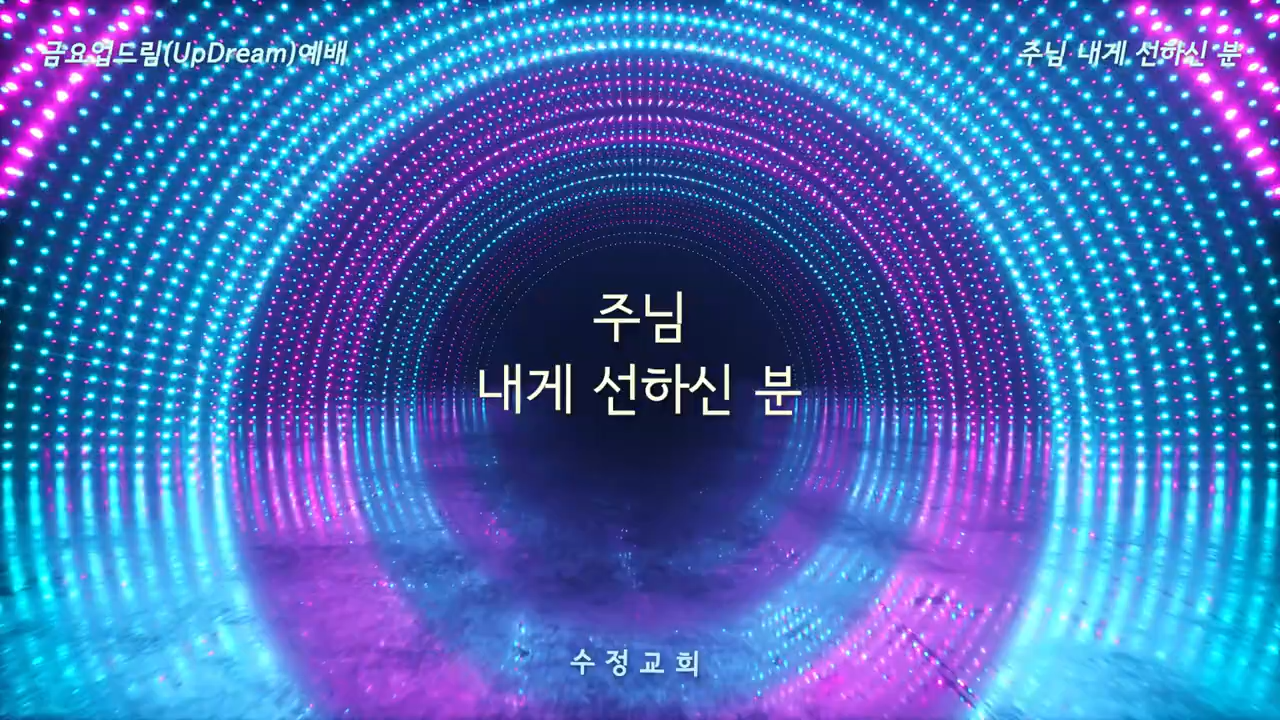 금요업드림(UpDream)예배
주님 내게 선하신 분
주님
내게 선하신 분
수정교회